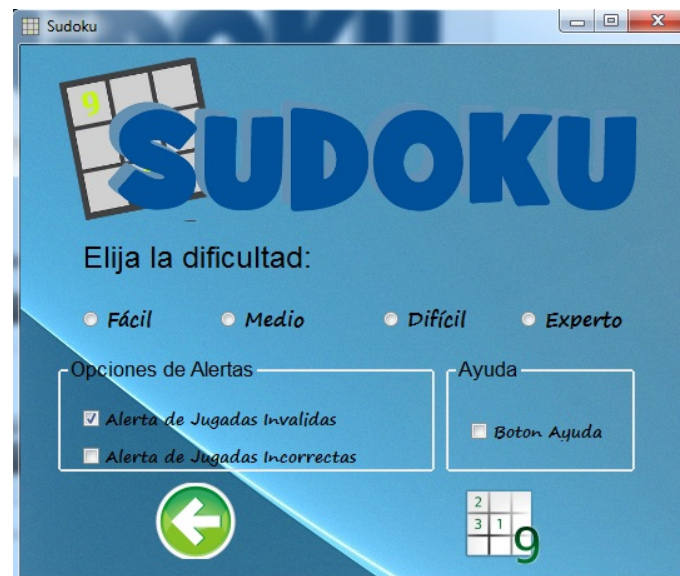 Sudoku
9
SUDOKU
Elija la dificultad:
Fácil Medio Difícil Experto
Opciones de Alertas Ayuda
Alerta de Jugadas Invalidas
Boton Ayuda
Alerta de Jugadas Incorrectas
2
3 1
9